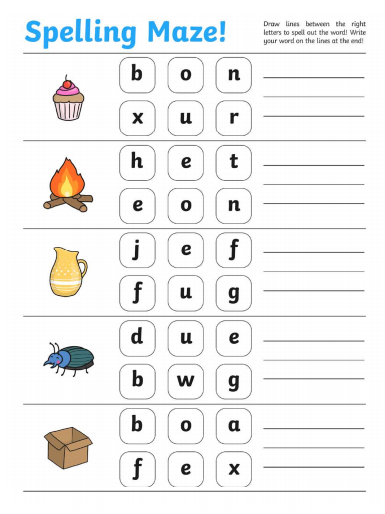 Spelling Maze!
Draw lines between the right
letters to spell out the word! Write
your word on the lines at the end!
b o n
x u r
h e t
e o n
j e f
f u g
d u e
b w g
b o a
f e x